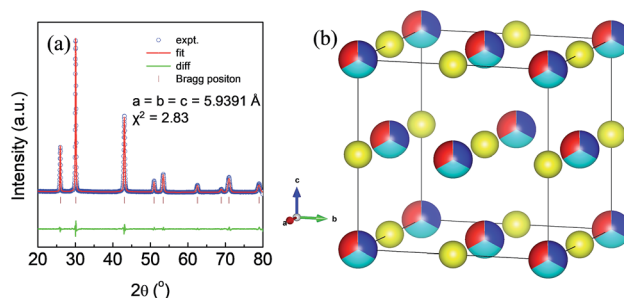 (a)
expt.
fit
diff
Bragg positon
a = b = c = 5.9391 Å
χ² = 2.83
Intensity (a.u.)
20 30 40 50 60 70 80
2θ (°)
(b)
c
a
b